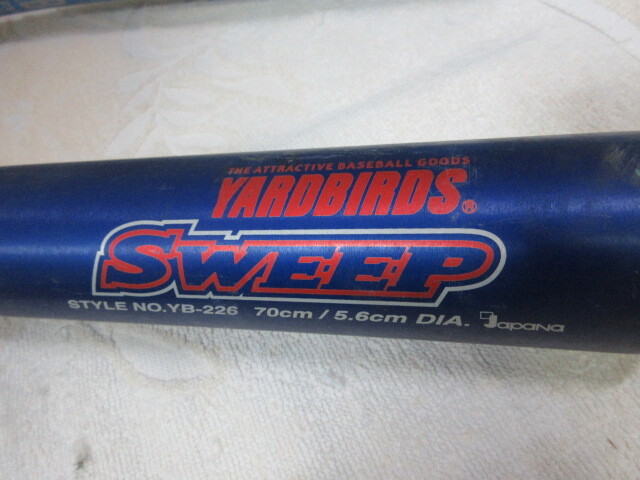 THE ATTRACTIVE BASEBALL GOODS
YARDBIRDS®
SWEEP
STYLE NO.YB-226 70cm / 5.6cm DIA. JapaNa